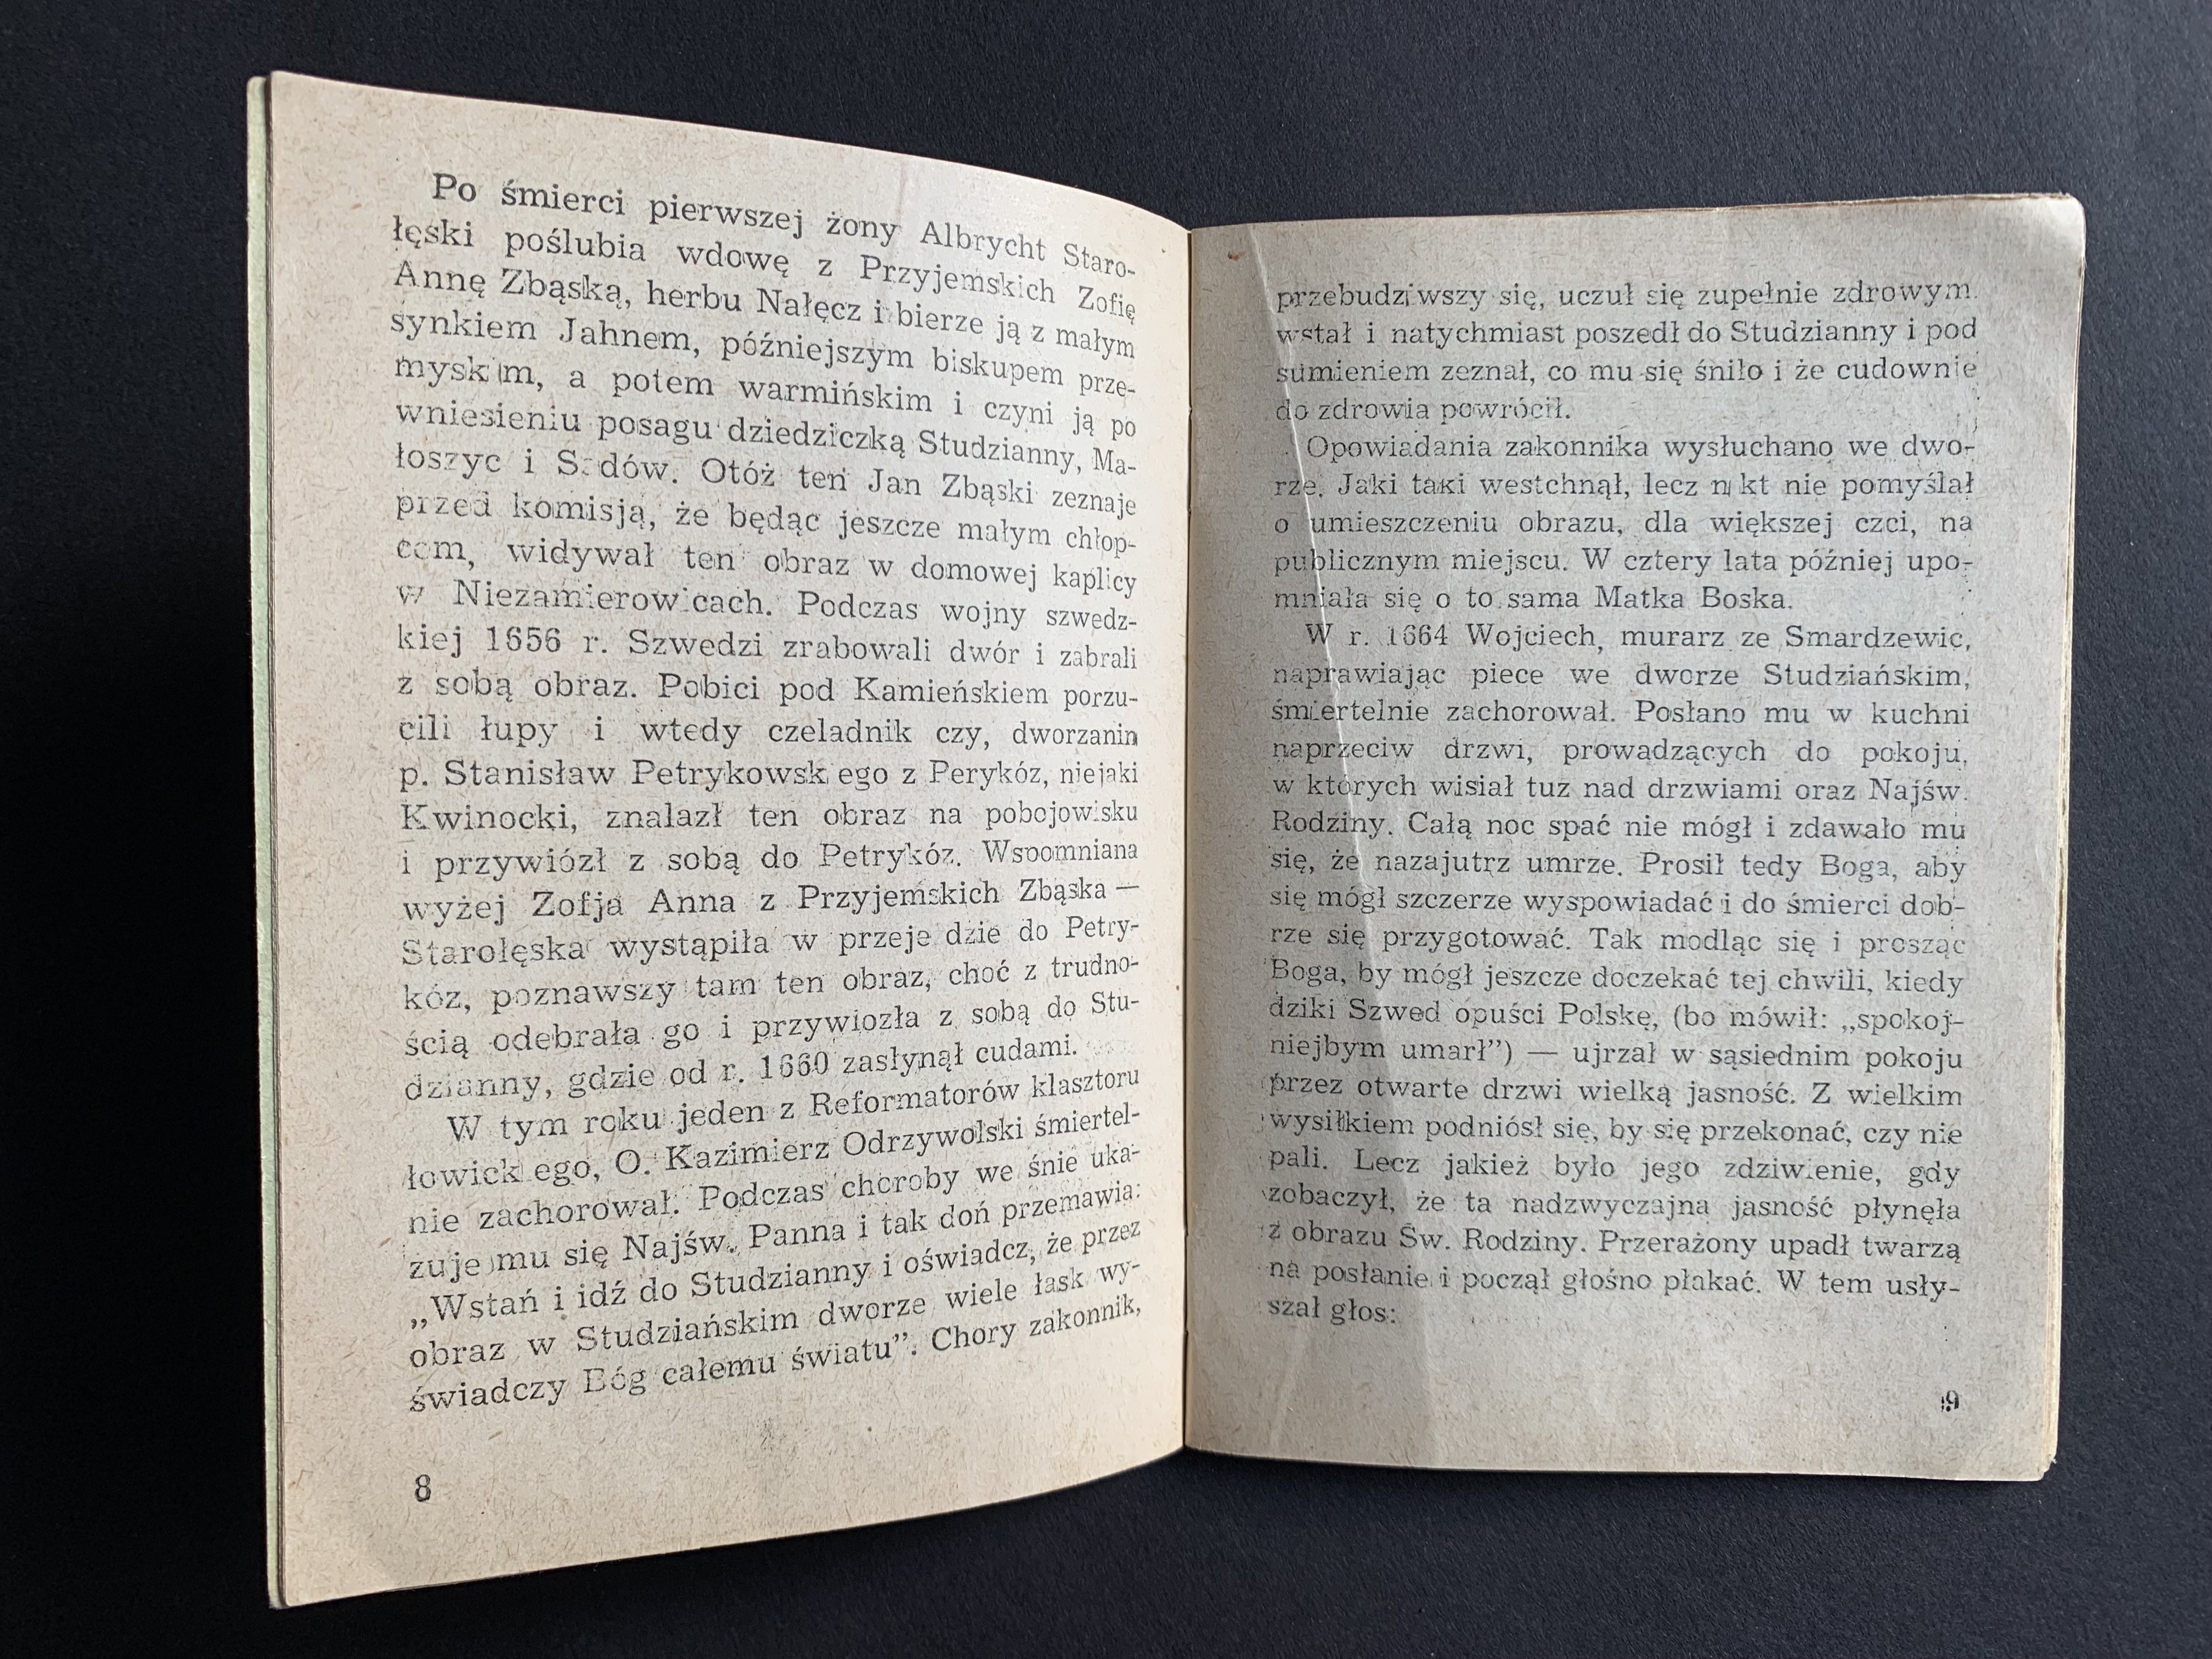 Po śmierci pierwszej żony Albrycht Staro-
łęski poślubia wdowę z Przyjemskich Zofię
Annę Zbąską, herbu Nałęcz i bierze ją z małym
synkiem Jahnem, późniejszym biskupem prze-
myskim, a potem warmińskim i czyni ją po
wniesieniu posagu dziedziczką Studzianny, Ma-
łoszyc i Sadów. Otóż ten Jan Zbąski zeznaje
przed komisją, że będąc jeszcze małym chłop-
cem, widywał ten obraz w domowej kaplicy
w Niezamierowicach. Podczas wojny szwedz-
kiej 1656 r. Szwedzi zrabowali dwór i zabrali
z sobą obraz. Pobici pod Kamieńskiem porzu-
cili łupy i wtedy czeladnik czy, dworzanin
p. Stanisław Petrykowskiego z Perykóz, niejaki
Kwinocki, znalazł ten obraz na pobojowisku
i przywiózł z sobą do Petrykóz. Wspomniana
wyżej Zofja Anna z Przyjemskich Zbąska —
Starołęska wystąpiła w przejeździe do Petry-
kóz, poznawszy tam ten obraz, choć z trudno-
ścią odebrała go i przywiozła z sobą do Stu-
dzianny, gdzie od r. 1660 zasłynął cudami.
W tym roku jeden z Reformatorów klasztoru
łowickiego, O. Kazimierz Odrzywolski śmiertel-
nie zachorował. Podczas choroby we śnie uka-
zuje mu się Najśw. Panna i tak doń przemawia:
„Wstań i idź do Studzianny i oświadcz, że przez
obraz w Studziańskim dworze wiele łask wy-
świadczy Bóg całemu światu”. Chory zakonnik,
8
przebudziwszy się, uczuł się zupełnie zdrowym.
wstał i natychmiast poszedł do Studzianny i pod
sumieniem zeznał, co mu się śniło i że cudownie
do zdrowia powrócił.
Opowiadania zakonnika wysłuchano we dwo-
rze. Jaki taki westchnął, lecz nikt nie pomyślał
o umieszczeniu obrazu, dla większej czci, na
publicznym miejscu. W cztery lata później upo-
mniała się o to sama Matka Boska.
W r. 1664 Wojciech, murarz ze Smardzewic,
naprawiając piece we dworze Studziańskim,
śmiertelnie zachorował. Posłano mu w kuchni
naprzeciw drzwi, prowadzących do pokoju,
w których wisiał tuz nad drzwiami oraz Najśw.
Rodziny. Całą noc spać nie mógł i zdawało mu
się, że nazajutrz umrze. Prosił tedy Boga, aby
się mógł szczerze wyspowiadać i do śmierci dob-
rze się przygotować. Tak modląc się i prosząc
Boga, by mógł jeszcze doczekać tej chwili, kiedy
dziki Szwed opuści Polskę, (bo mówił: „spokoj-
niejbym umarł”) — ujrzał w sąsiednim pokoju
przez otwarte drzwi wielką jasność. Z wielkim
wysiłkiem podniósł się, by się przekonać, czy nie
pali. Lecz jakież było jego zdziwienie, gdy
zobaczył, że ta nadzwyczajna jasność płynęła
z obrazu Św. Rodziny. Przerażony upadł twarzą
na posłanie i począł głośno płakać. W tem usły-
szał głos:
9